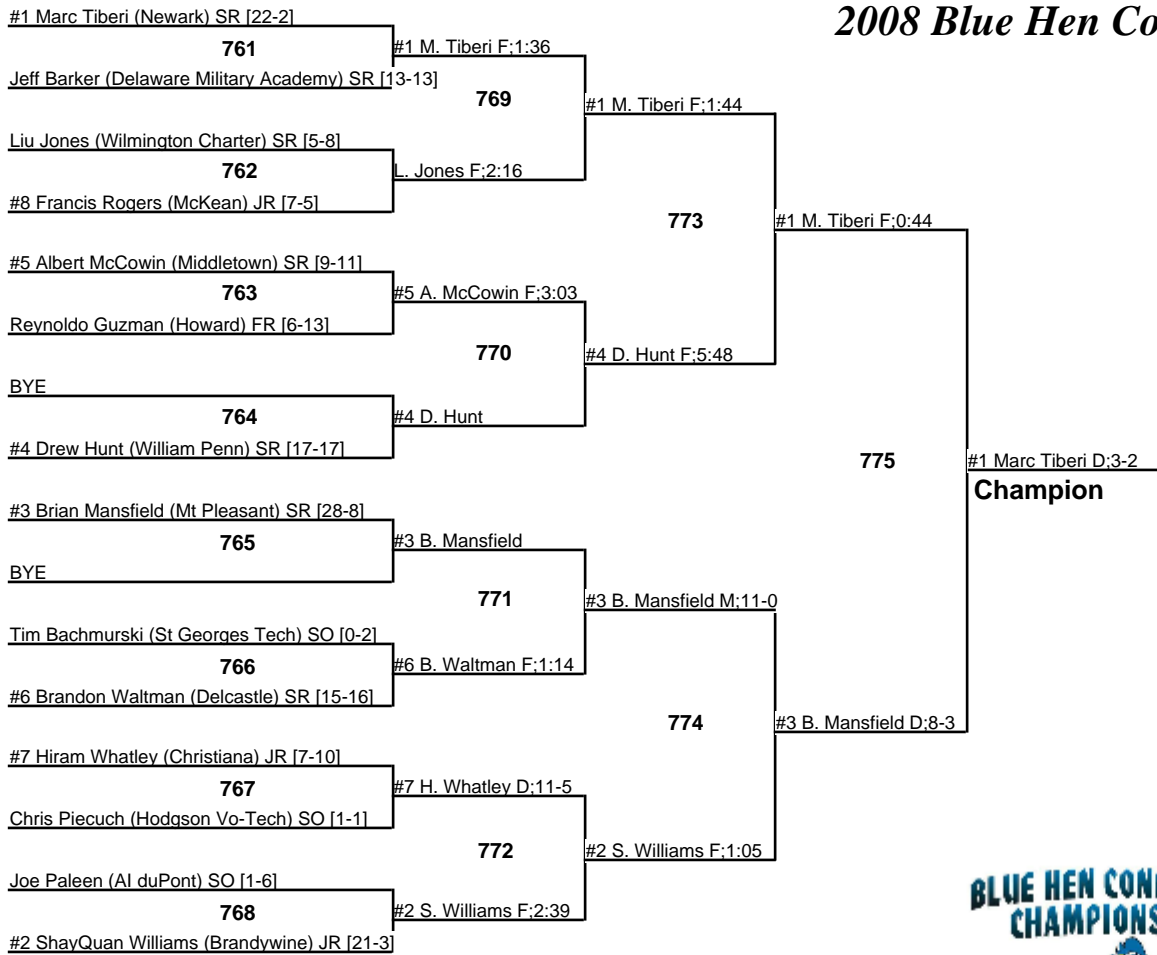 2008 Blue Hen Co
#1 Marc Tiberi (Newark) SR [22-2]
761
#1 M. Tiberi F;1:36
Jeff Barker (Delaware Military Academy) SR [13-13]
769
#1 M. Tiberi F;1:44
Liu Jones (Wilmington Charter) SR [5-8]
762
L. Jones F;2:16
#8 Francis Rogers (McKean) JR [7-5]
773
#1 M. Tiberi F;0:44
#5 Albert McCowin (Middletown) SR [9-11]
763
#5 A. McCowin F;3:03
Reynoldo Guzman (Howard) FR [6-13]
770
#4 D. Hunt F;5:48
BYE
764
#4 D. Hunt
#4 Drew Hunt (William Penn) SR [17-17]
775
#1 Marc Tiberi D;3-2
Champion
#3 Brian Mansfield (Mt Pleasant) SR [28-8]
765
#3 B. Mansfield
BYE
771
#3 B. Mansfield M;11-0
Tim Bachmurski (St Georges Tech) SO [0-2]
766
#6 B. Waltman F;1:14
#6 Brandon Waltman (Delcastle) SR [15-16]
774
#3 B. Mansfield D;8-3
#7 Hiram Whatley (Christiana) JR [7-10]
767
#7 H. Whatley D;11-5
Chris Piecuch (Hodgson Vo-Tech) SO [1-1]
772
#2 S. Williams F;1:05
Joe Paleen (AI duPont) SO [1-6]
768
#2 S. Williams F;2:39
#2 ShayQuan Williams (Brandywine) JR [21-3]
BLUE HEN CON
CHAMPIONS